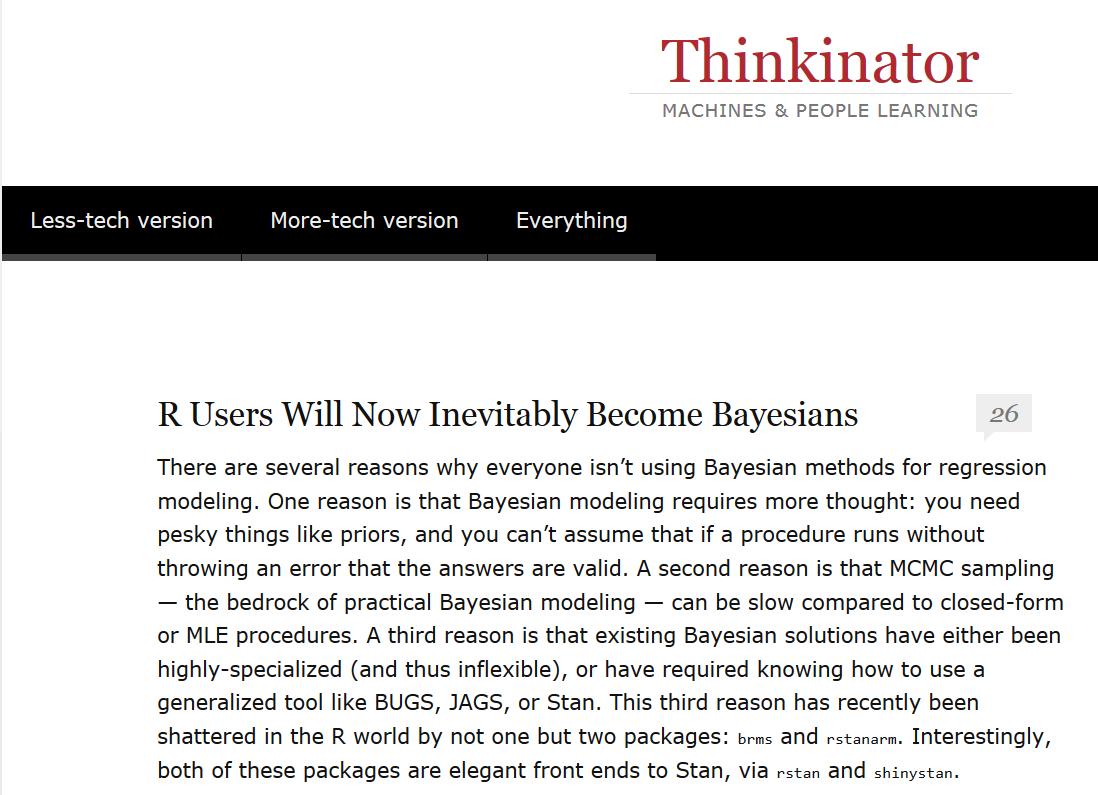 Thinkinator
MACHINES & PEOPLE LEARNING
Less-tech version
More-tech version
Everything
R Users Will Now Inevitably Become Bayesians
26
There are several reasons why everyone isn’t using Bayesian methods for regression
modeling. One reason is that Bayesian modeling requires more thought: you need
pesky things like priors, and you can’t assume that if a procedure runs without
throwing an error that the answers are valid. A second reason is that MCMC sampling
— the bedrock of practical Bayesian modeling — can be slow compared to closed-form
or MLE procedures. A third reason is that existing Bayesian solutions have either been
highly-specialized (and thus inflexible), or have required knowing how to use a
generalized tool like BUGS, JAGS, or Stan. This third reason has recently been
shattered in the R world by not one but two packages: brms and rstanarm. Interestingly,
both of these packages are elegant front ends to Stan, via rstan and shinystan.